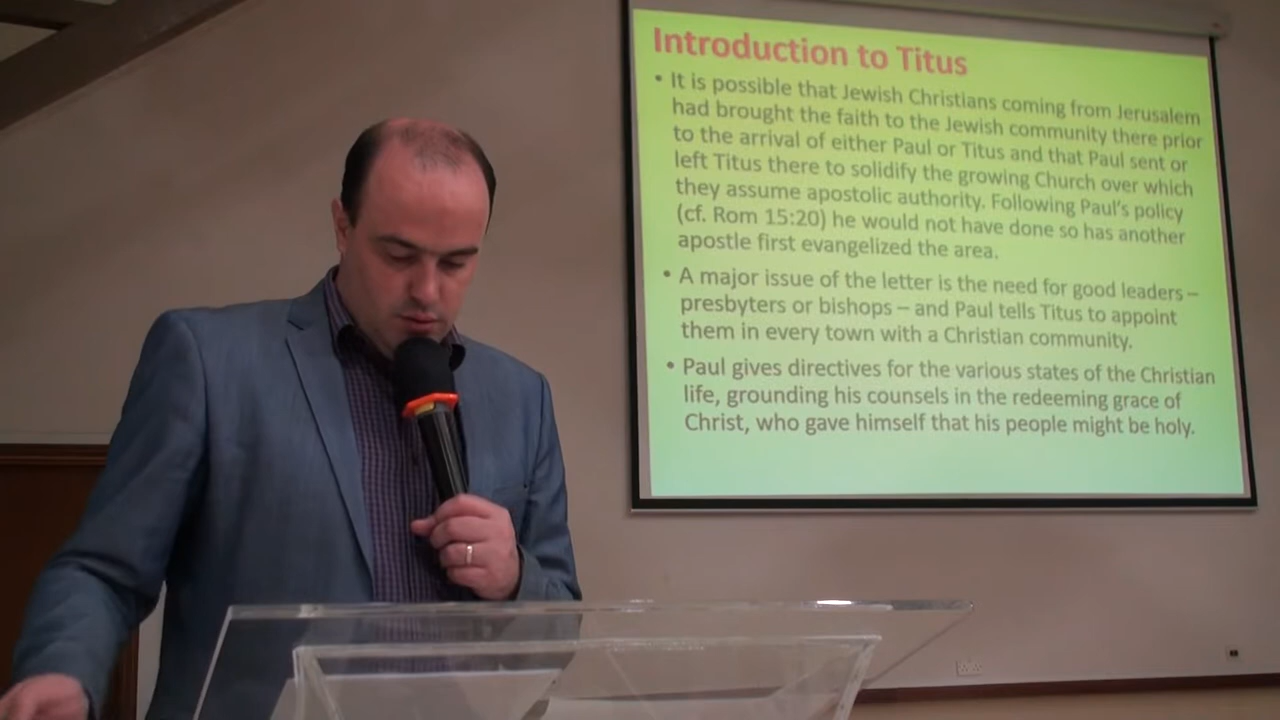 Introduction to Titus
• It is possible that Jewish Christians coming from Jerusalem
had brought the faith to the Jewish community there prior
to the arrival of either Paul or Titus and that Paul sent or
left Titus there to solidify the growing Church over which
they assume apostolic authority. Following Paul's policy
(cf. Rom 15:20) he would not have done so has another
apostle first evangelized the area.
• A major issue of the letter is the need for good leaders –
presbyters or bishops – and Paul tells Titus to appoint
them in every town with a Christian community.
• Paul gives directives for the various states of the Christian
life, grounding his counsels in the redeeming grace of
Christ, who gave himself that his people might be holy.